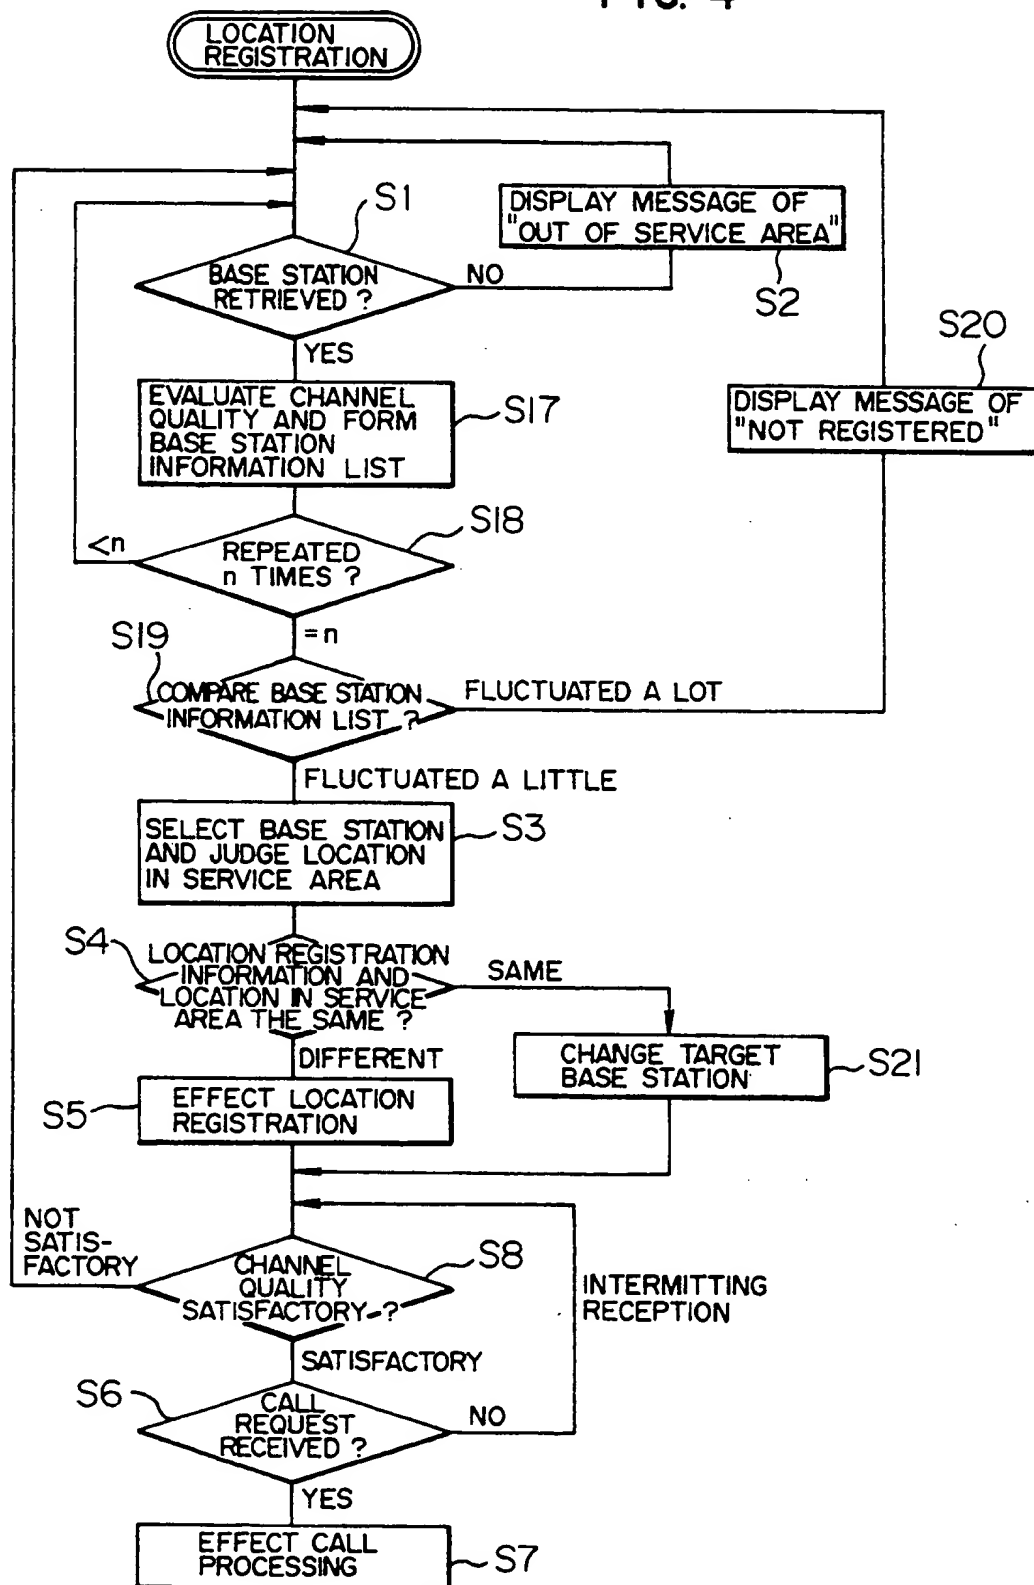 FIG. 4
LOCATION
REGISTRATION
S1
DISPLAY MESSAGE OF
"OUT OF SERVICE AREA"
BASE STATION
RETRIEVED ?
NO
S2
S20
YES
EVALUATE CHANNEL
QUALITY AND FORM
BASE STATION
INFORMATION LIST
S17
DISPLAY MESSAGE OF
"NOT REGISTERED"
S18
<n
REPEATED
n TIMES ?
=n
S19
COMPARE BASE STATION
INFORMATION LIST ?
FLUCTUATED A LOT
FLUCTUATED A LITTLE
SELECT BASE STATION
AND JUDGE LOCATION
IN SERVICE AREA
S3
S4
LOCATION REGISTRATION
INFORMATION AND
LOCATION IN SERVICE
AREA THE SAME ?
SAME
DIFFERENT
CHANGE TARGET
BASE STATION
S21
S5
EFFECT LOCATION
REGISTRATION
NOT
SATIS-
FACTORY
CHANNEL
QUALITY
SATISFACTORY ?
S8
INTERMITTING
RECEPTION
SATISFACTORY
S6
CALL
REQUEST
RECEIVED ?
NO
YES
EFFECT CALL
PROCESSING
S7